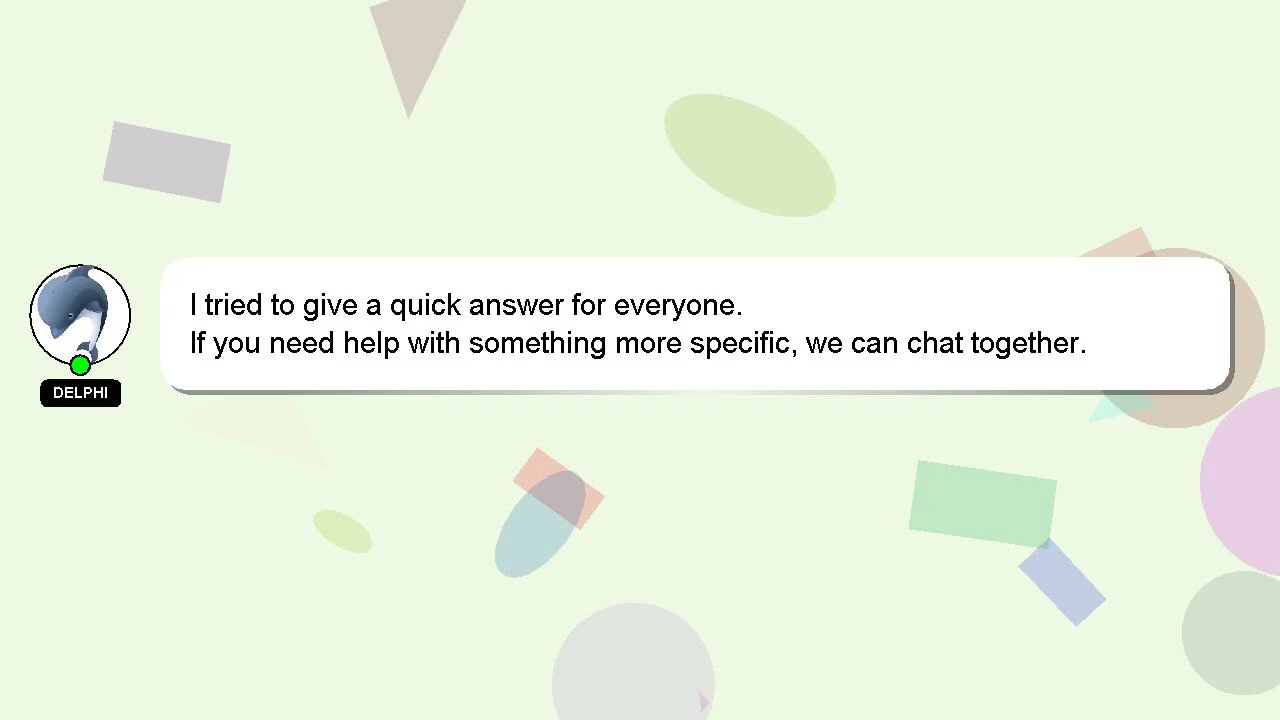 I tried to give a quick answer for everyone.
If you need help with something more specific, we can chat together.
DELPHI